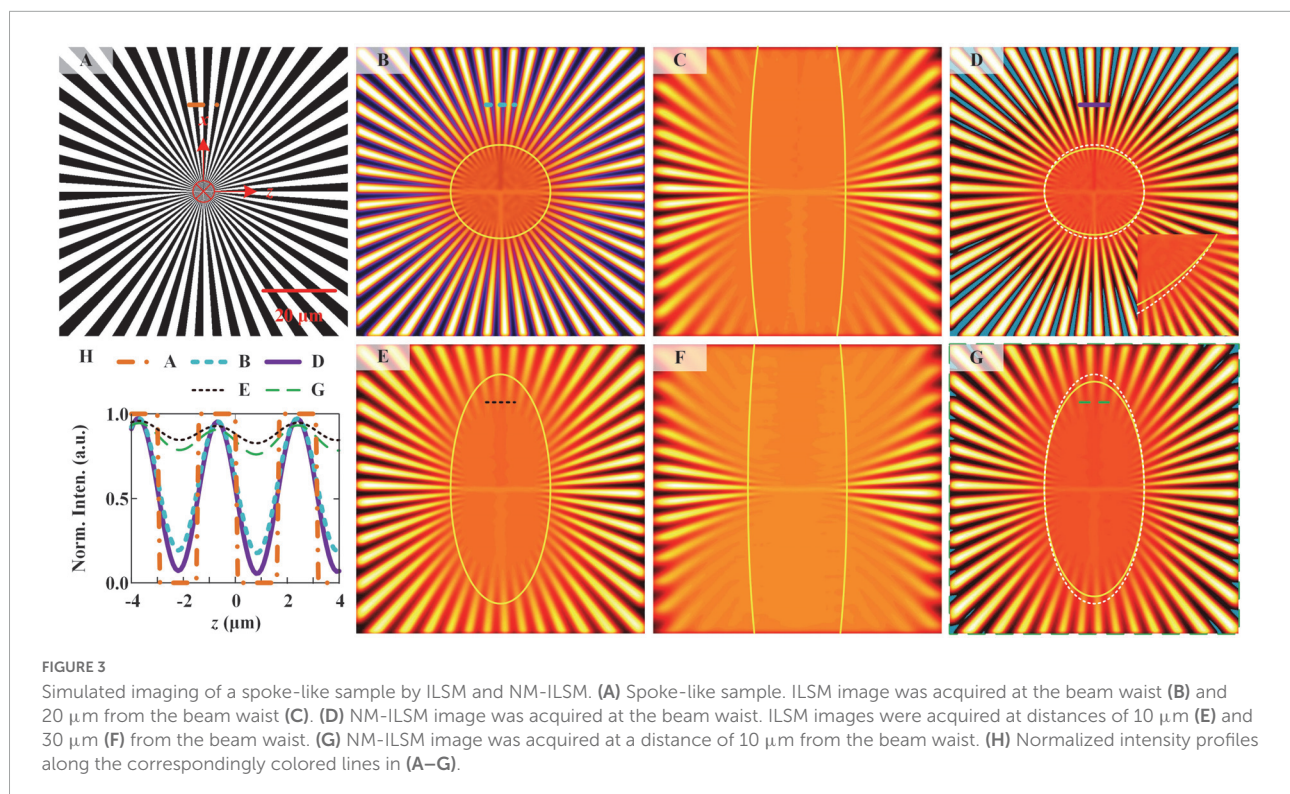 A
B
C
D
x
z
20 μm
H
A
B
D
E
G
E
F
G
1.0
0.5
0.0
Norm. Inten. (a.u.)
-4
-2
0
2
4
z (μm)
FIGURE 3
Simulated imaging of a spoke-like sample by ILSM and NM-ILSM. (A) Spoke-like sample. ILSM image was acquired at the beam waist (B) and
20 μm from the beam waist (C). (D) NM-ILSM image was acquired at the beam waist. ILSM images were acquired at distances of 10 μm (E) and
30 μm (F) from the beam waist. (G) NM-ILSM image was acquired at a distance of 10 μm from the beam waist. (H) Normalized intensity profiles
along the correspondingly colored lines in (A–G).